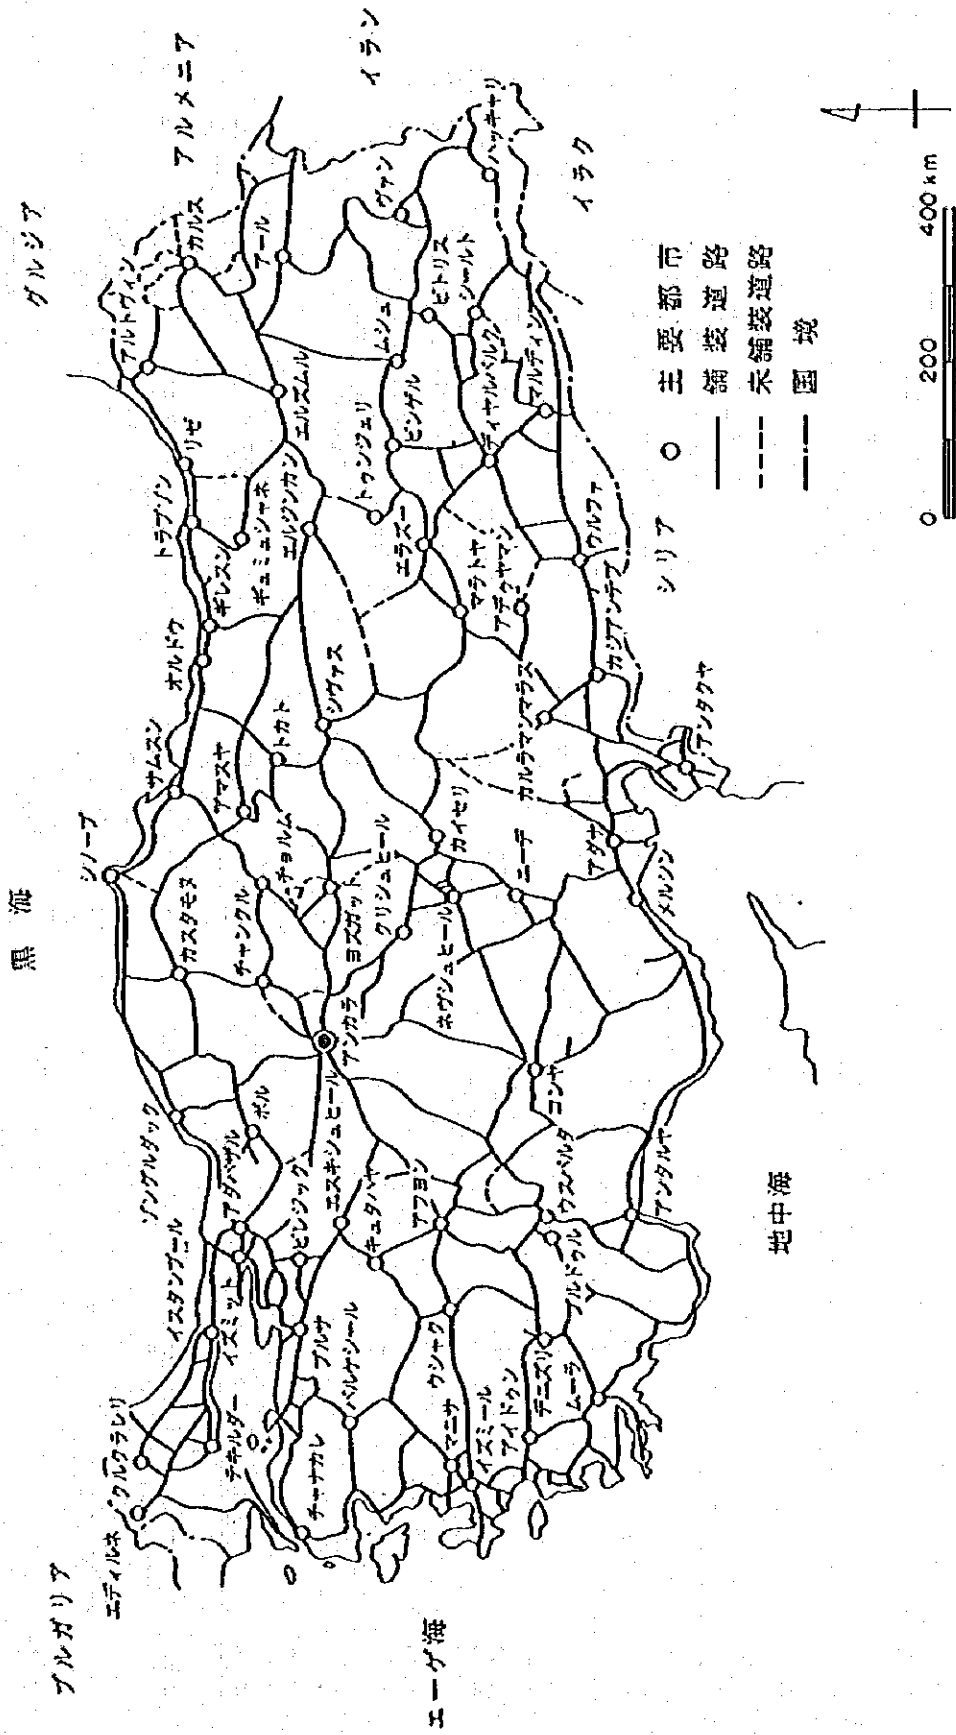 黒海
グルジア
アルメニア
イラン
イラク
シリア
地中海
エーゲ海
ブルガリア
エディルネ
クルクラレリ
テキルダー
イスタンブール
イズミット
アダパザル
ゾングルダック
ボル
カスタモヌ
シノープ
チャンクル
チョルム
サムスン
アマスヤ
トカト
オルドウ
ギレスン
トラブゾン
ギュミュシャネ
リゼ
アルトヴィン
カルス
アール
エルズルム
エルジンカン
シヴァス
ヨズガット
クリシュヒール
アンカラ
エスキシュヒール
ビレジック
ブルサ
チャナカレ
バルケシール
キュタハヤ
アフヨン
ウシャーク
マニサ
イズミール
アイドゥン
デニズリ
ムーラ
ブルドゥル
ウスパルタ
アンタルヤ
コンヤ
ネヴシュヒール
ニーデ
カイセリ
アダナ
メルシン
アンタクヤ
カルラマンマラス
ガジアンテプ
ウルファ
アディヤマン
マラトヤ
エラズー
トゥンジェリ
ビンゲル
ムシュ
ビトリス
シールト
ディヤルバルク
マルディン
ヴァン
ハッキャリ
○ 主要都市
舗装道路
未舗装道路
国境
0 200 400km